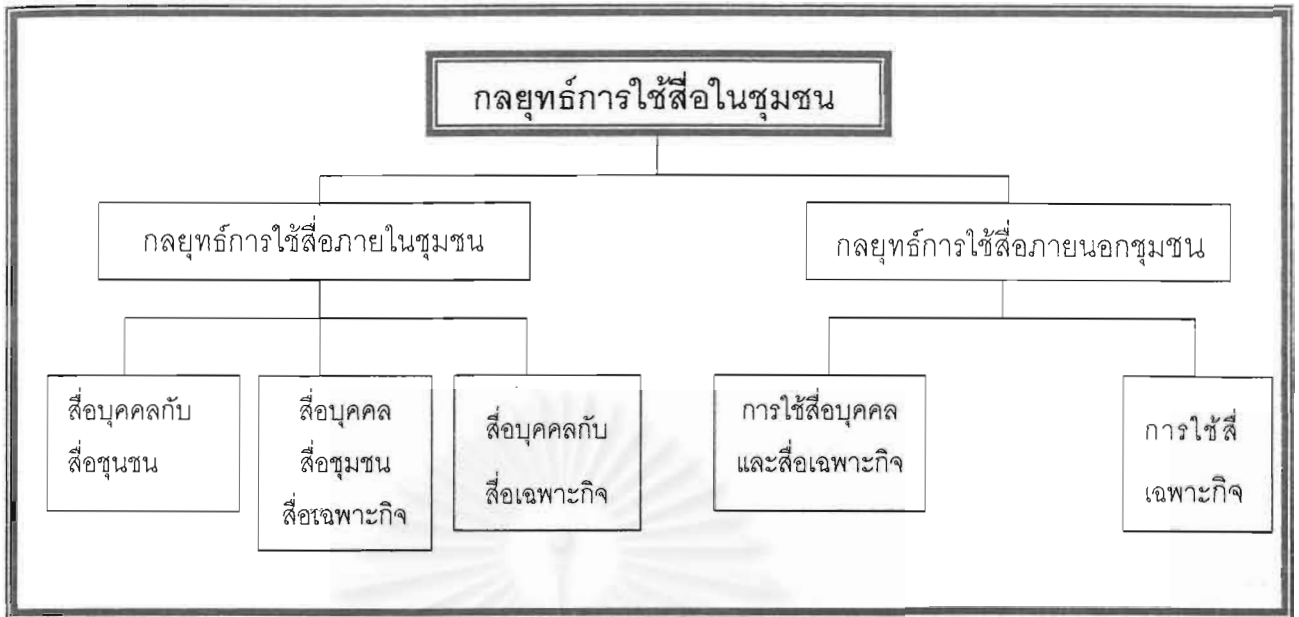 กลยุทธ์การใช้สื่อในชุมชน
กลยุทธ์การใช้สื่อภายในชุมชน
กลยุทธ์การใช้สื่อภายนอกชุมชน
สื่อบุคคลกับ
สื่อชุนชน
สื่อบุคคล
สื่อชุมชน
สื่อเฉพาะกิจ
สื่อบุคคลกับ
สื่อเฉพาะกิจ
การใช้สื่อบุคคล
และสื่อเฉพาะกิจ
การใช้สื่
เฉพาะกิจ